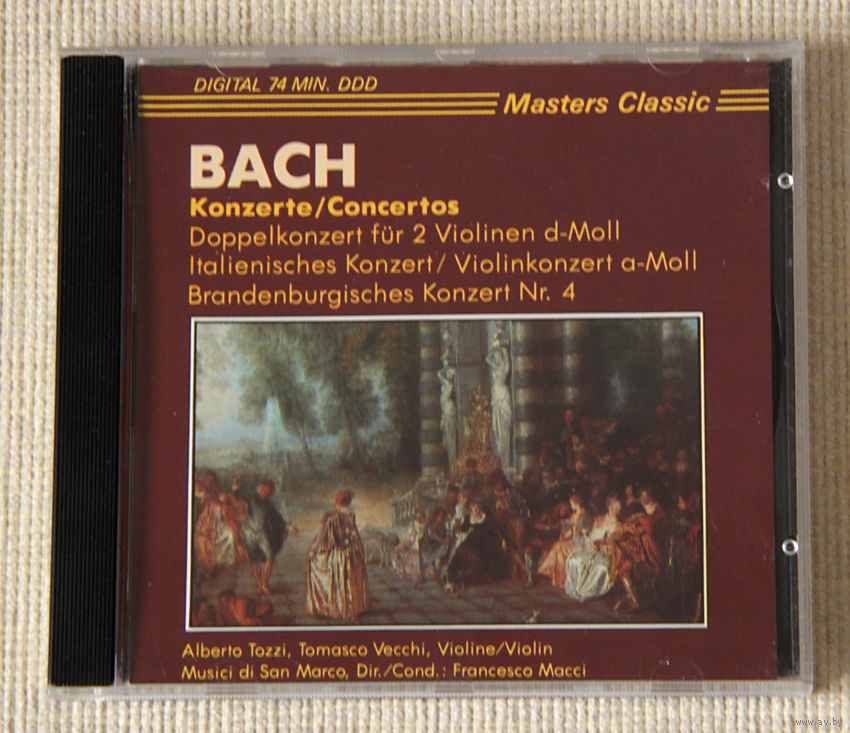 DIGITAL 74 MIN. DDD
Masters Classic
BACH
Konzerte/Concertos
Doppelkonzert für 2 Violinen d-Moll
Italienisches Konzert/ Violinkonzert a-Moll
Brandenburgisches Konzert Nr. 4
Alberto Tozzi, Tomasco Vecchi, Violine/Violin
Musici di San Marco, Dir./Cond.: Francesco Macci
www.ay.by